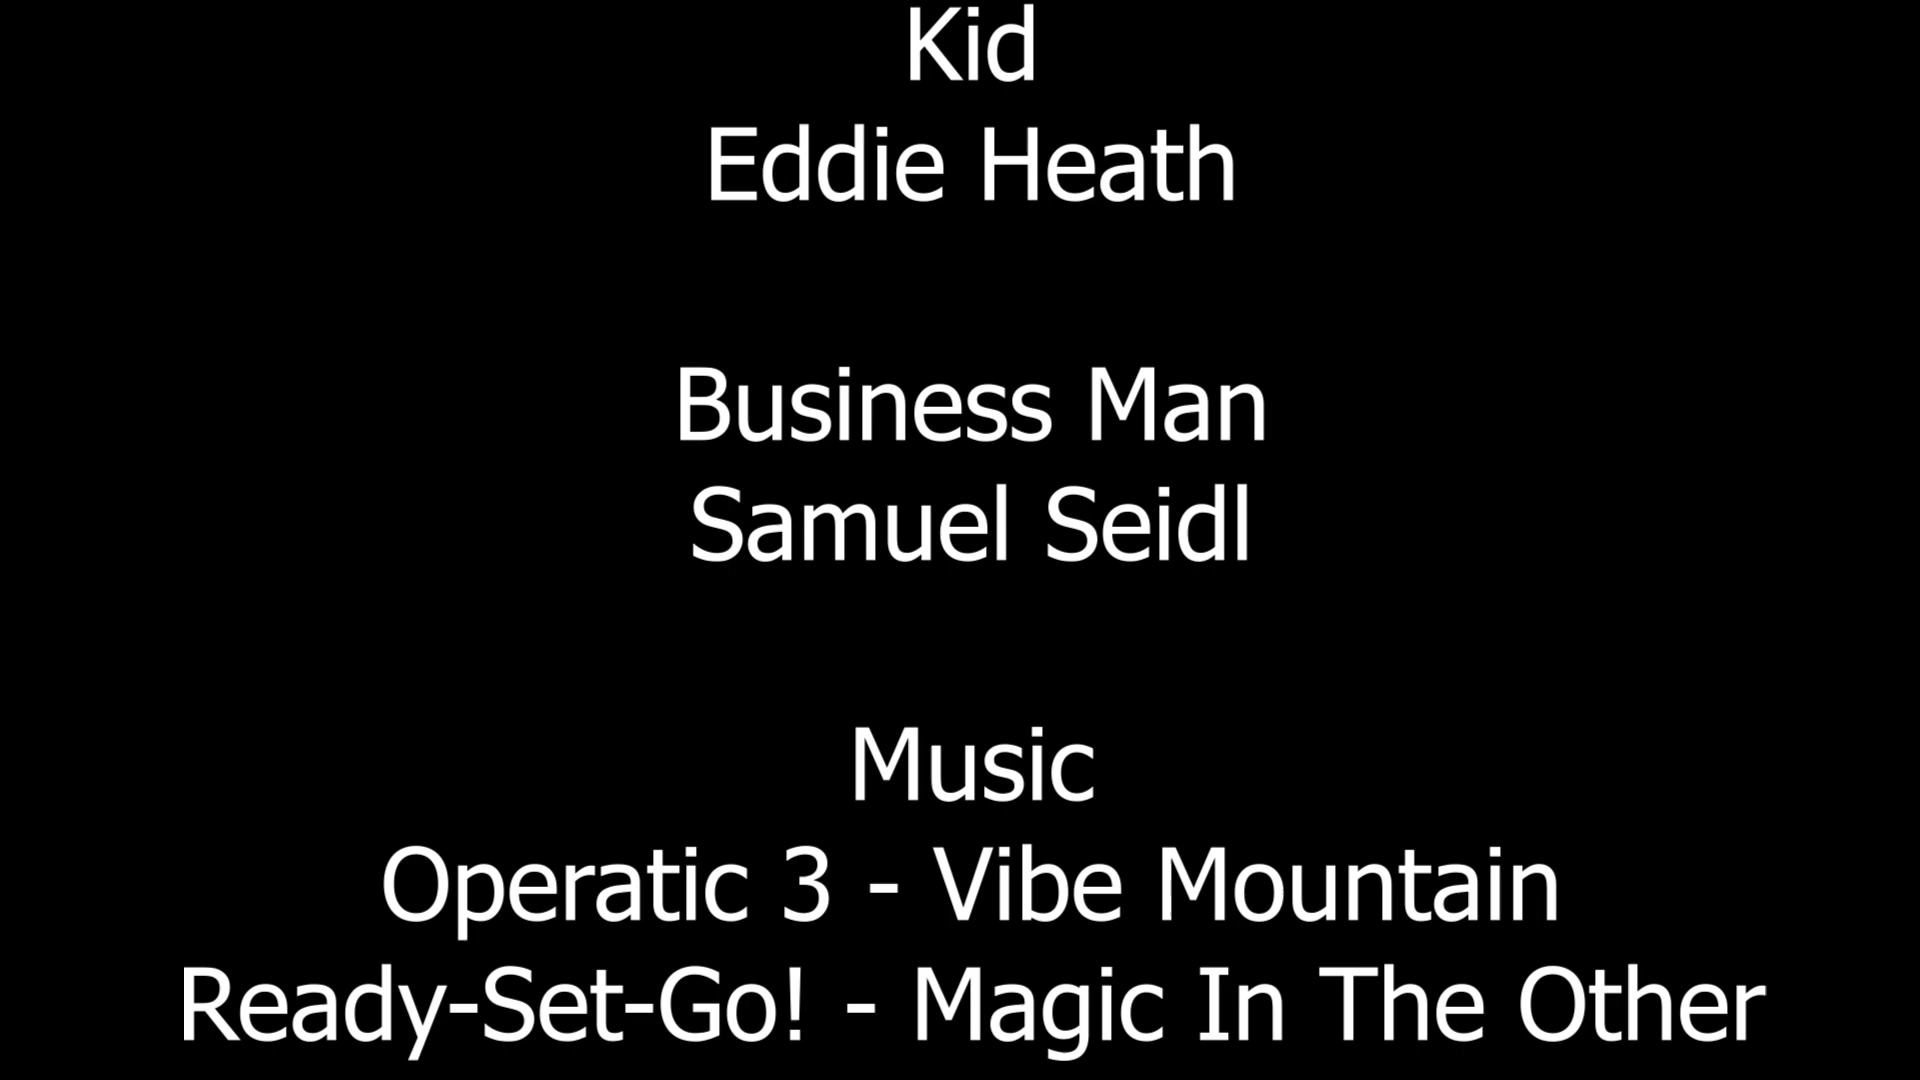 Kid
Eddie Heath
Business Man
Samuel Seidl
Music
Operatic 3 - Vibe Mountain
Ready-Set-Go! - Magic In The Other